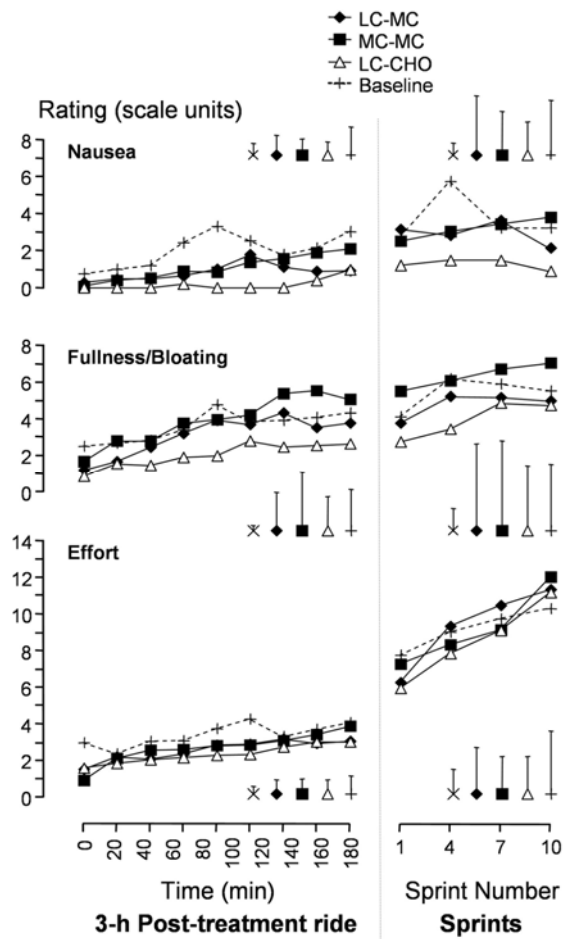 LC-MC
MC-MC
LC-CHO
Baseline
Rating (scale units)
8
Nausea
6
4
2
0
8
Fullness/Bloating
6
4
2
0
14
Effort
12
10
8
6
4
2
0
0 20 40 60 80 100 120 140 160 180
1 4 7 10
Time (min)
Sprint Number
3-h Post-treatment ride
Sprints